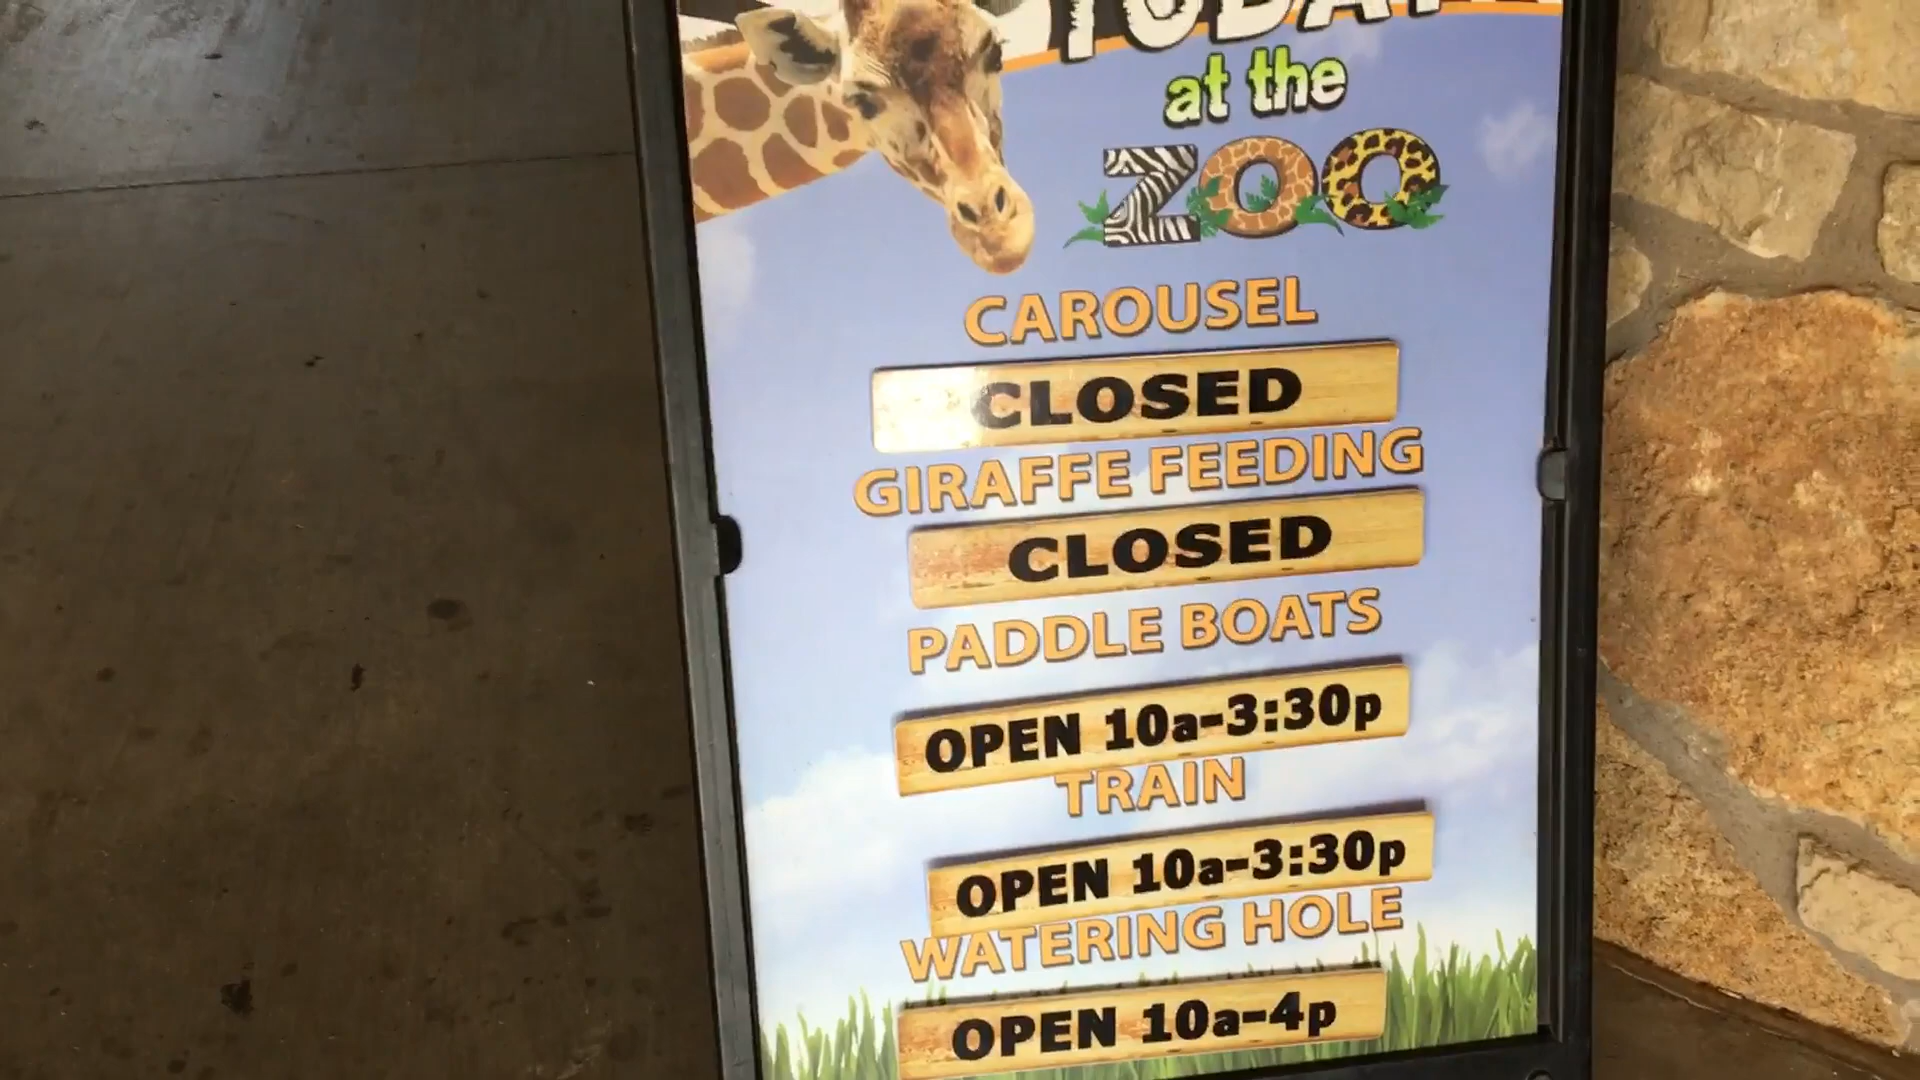 TODAY
at the
ZOO
CAROUSEL
CLOSED
GIRAFFE FEEDING
CLOSED
PADDLE BOATS
OPEN 10a-3:30p
TRAIN
OPEN 10a-3:30p
WATERING HOLE
OPEN 10a-4p